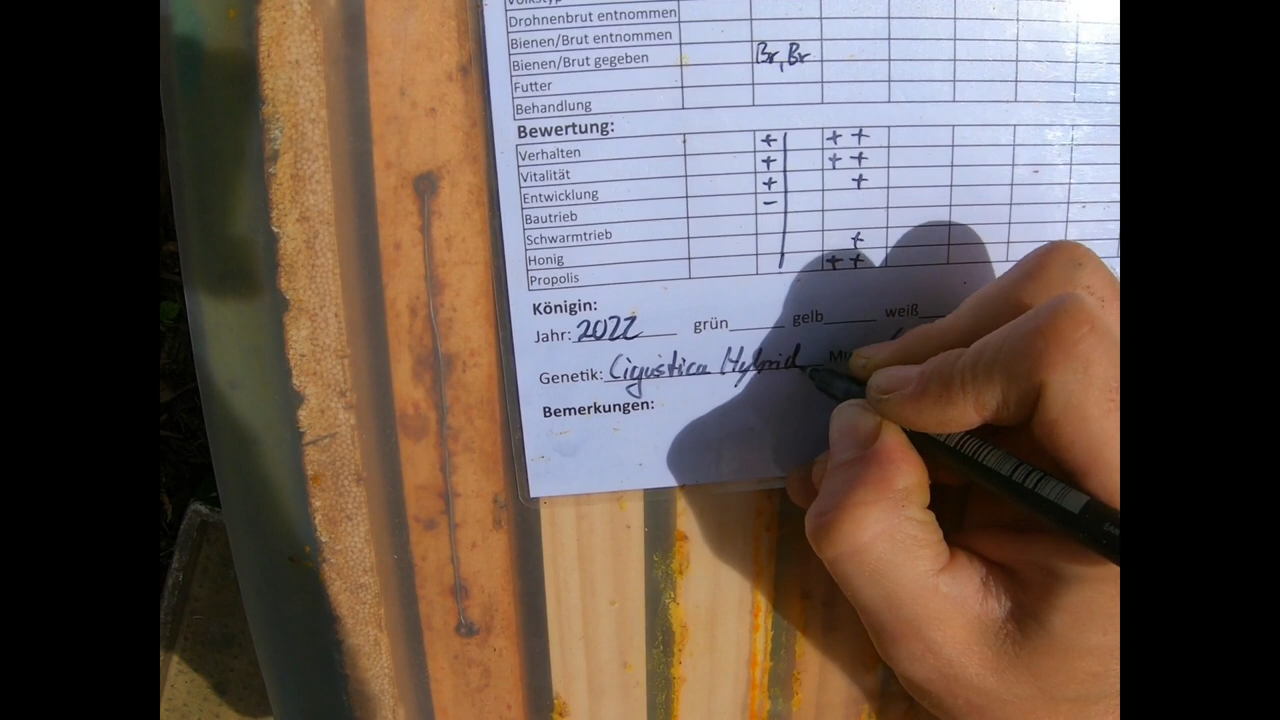 Drohnenbrut entnommen
Bienen/Brut entnommen
Bienen/Brut gegeben Br, Br
Futter
Behandlung
Bewertung:
Verhalten + ++
Vitalität + ++
Entwicklung + +
Bautrieb -
Schwarmtrieb
Honig +
Propolis ++
Königin:
Jahr: 2022 grün gelb weiß
Genetik: Ligustica Hybrid
Bemerkungen: